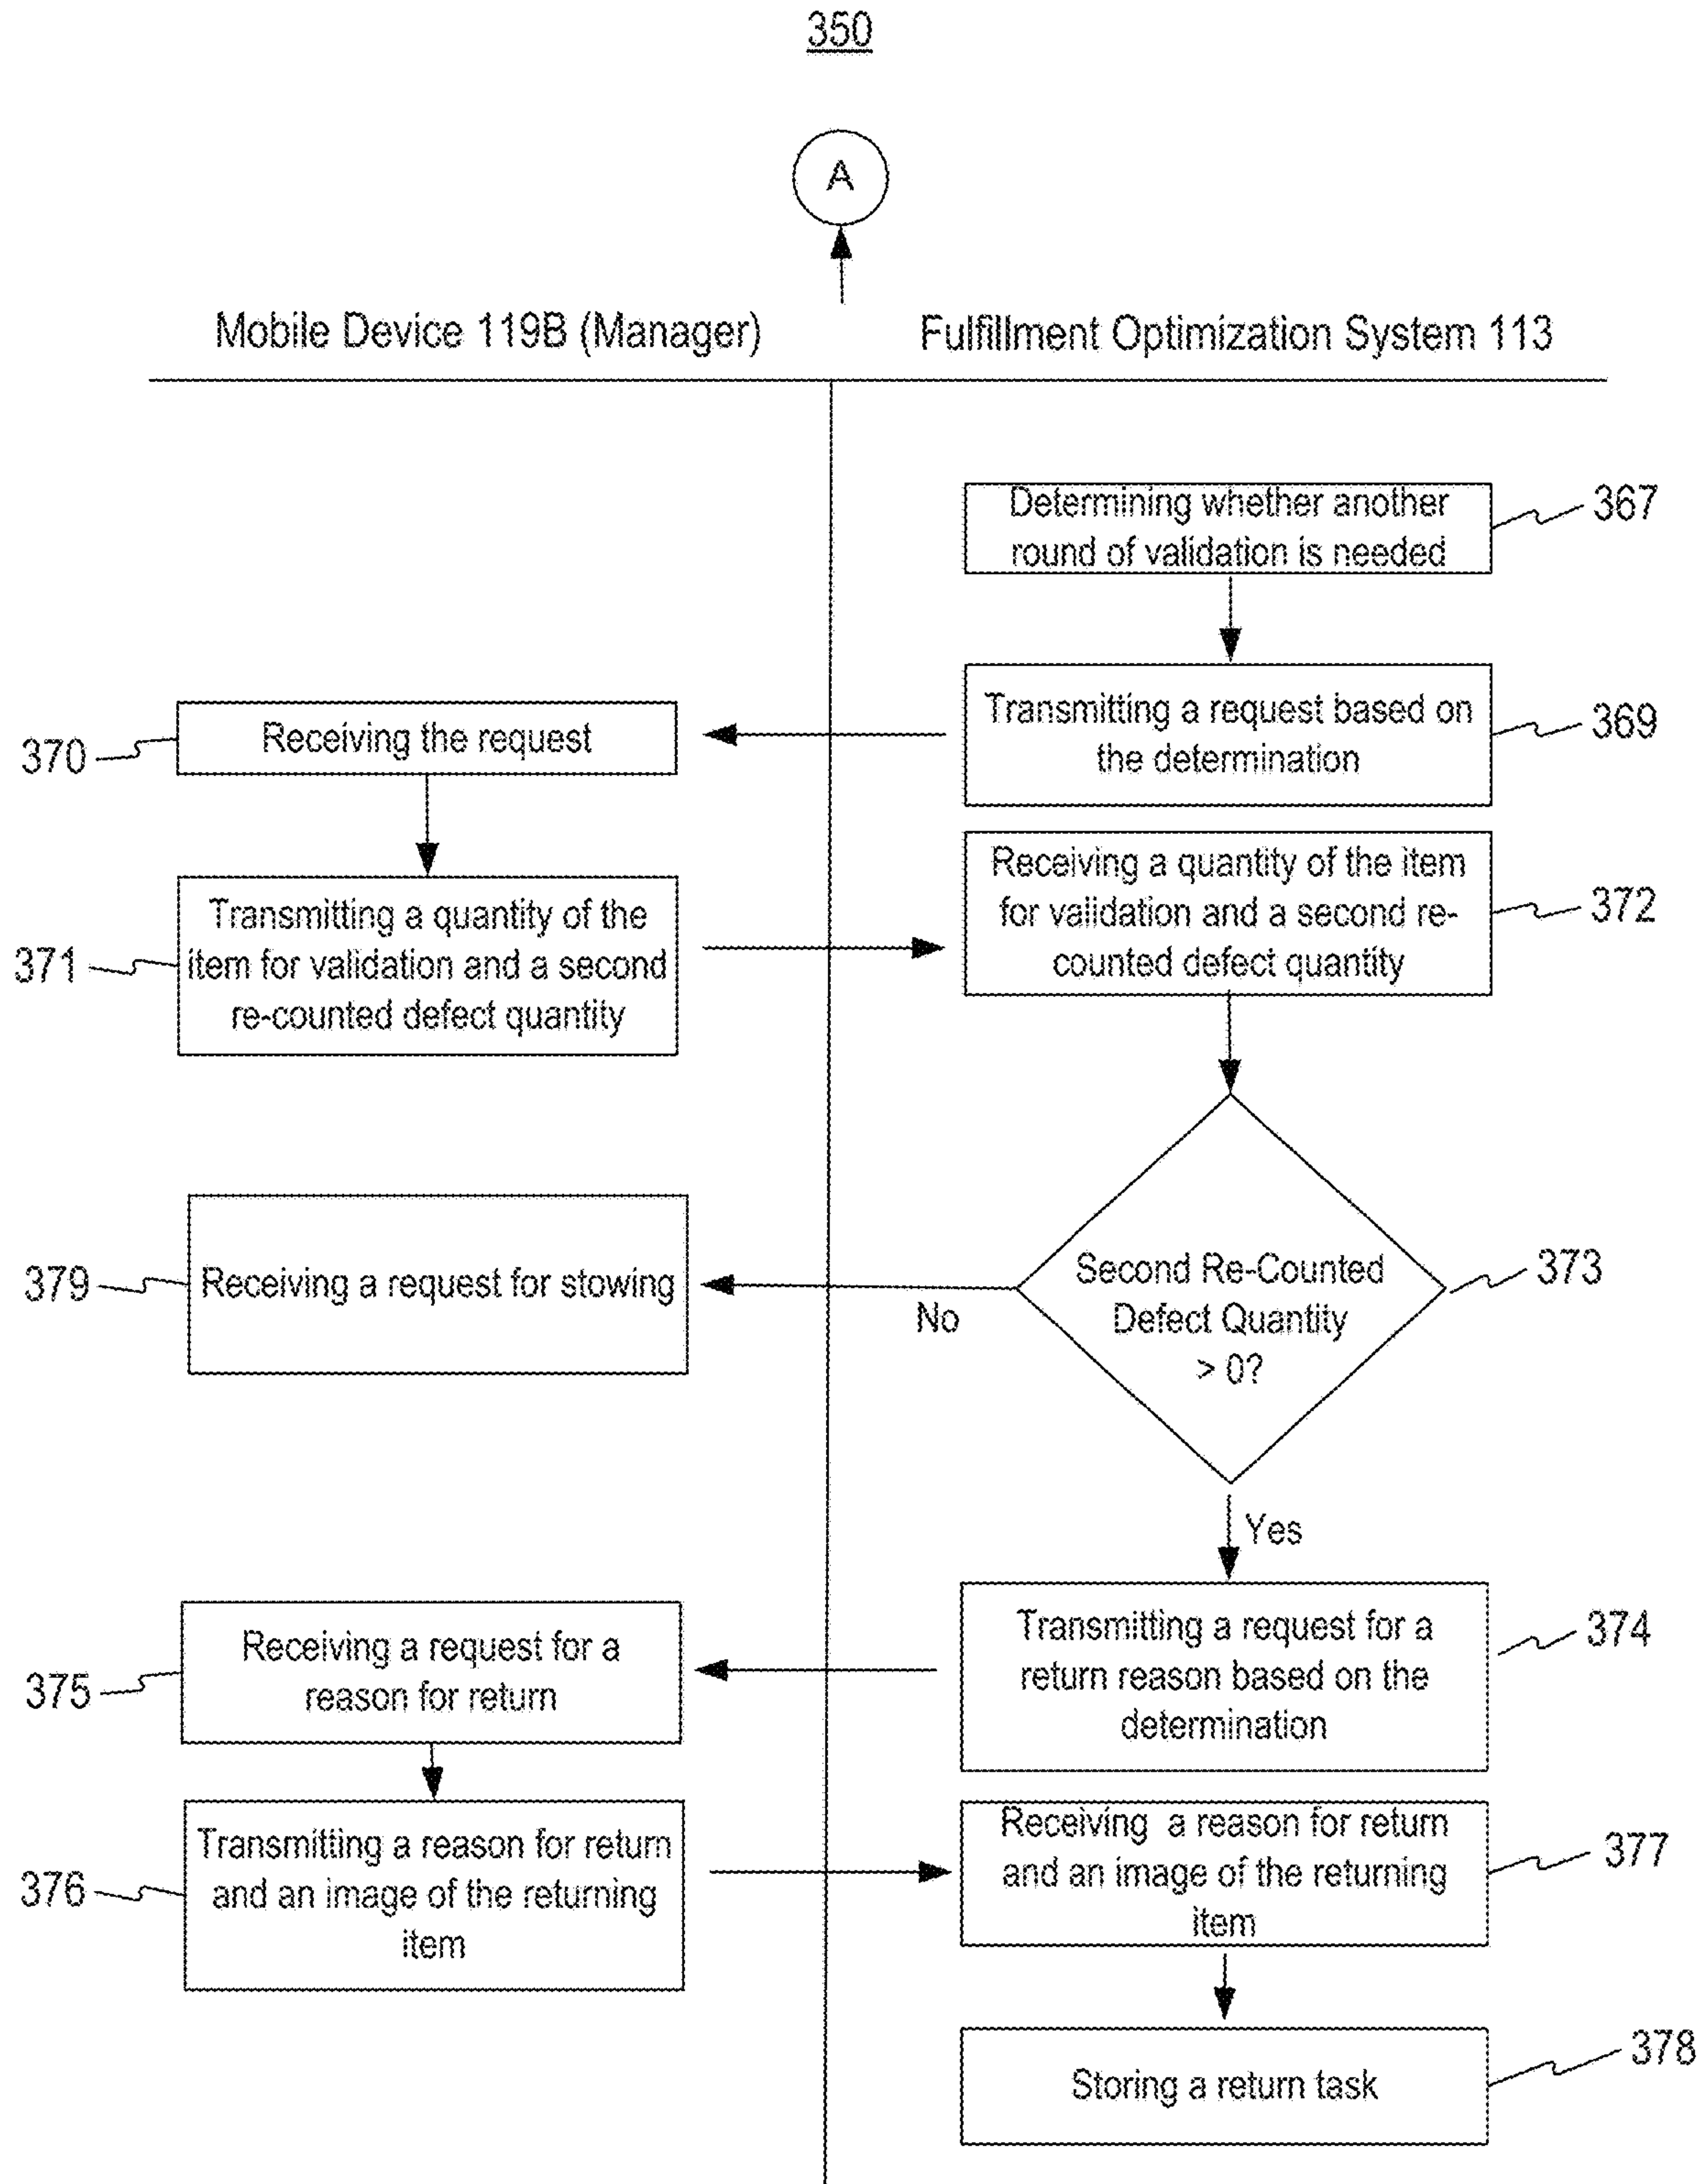 350
A
Mobile Device 119B (Manager)
Fulfillment Optimization System 113
Determining whether another
round of validation is needed
367
Transmitting a request based on
the determination
369
370
Receiving the request
Receiving a quantity of the item
for validation and a second re-
counted defect quantity
372
371
Transmitting a quantity of the
item for validation and a second
re-counted defect quantity
379
Receiving a request for stowing
No
Second Re-Counted
Defect Quantity
> 0?
373
Yes
Transmitting a request for a
return reason based on the
determination
374
375
Receiving a request for a
reason for return
376
Transmitting a reason for return
and an image of the returning
item
Receiving a reason for return
and an image of the returning
item
377
Storing a return task
378